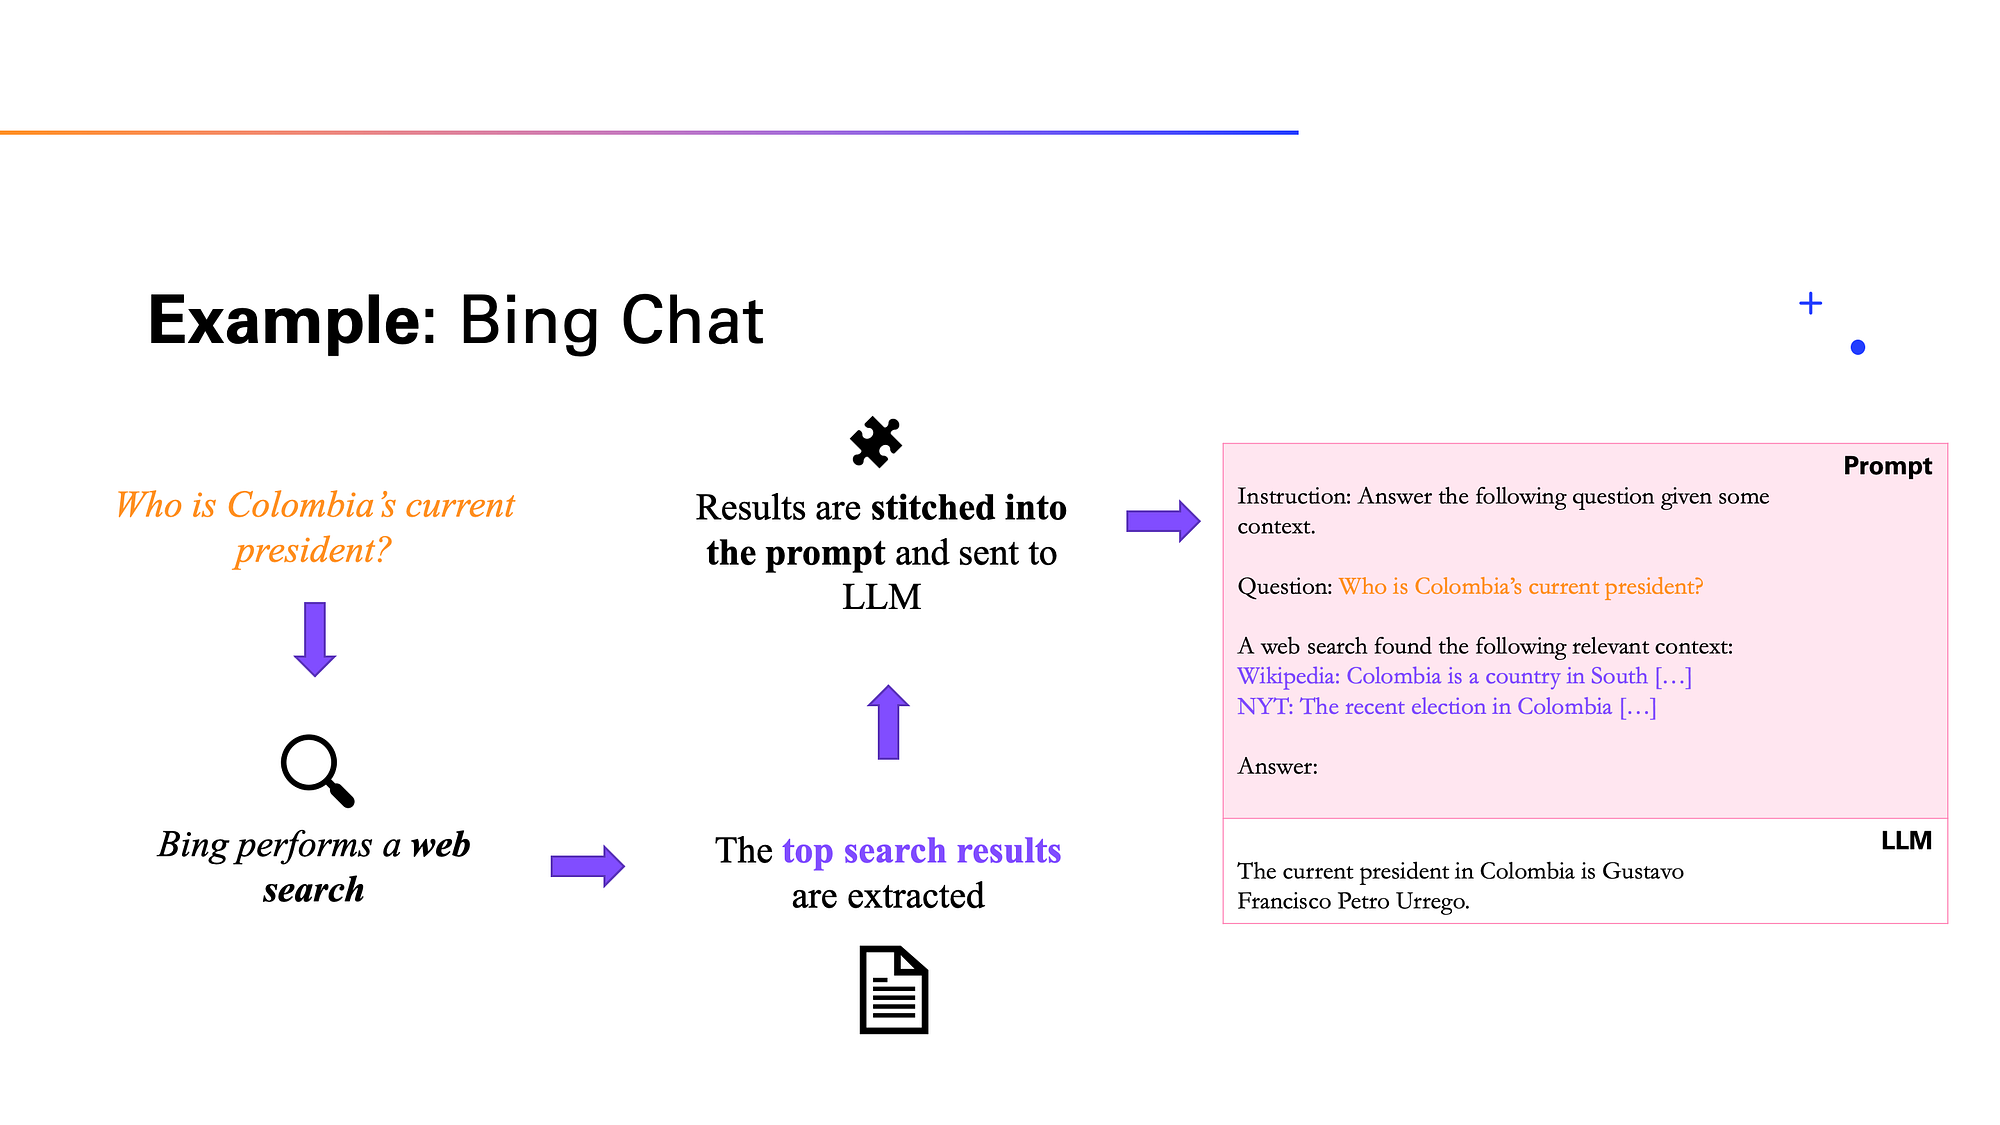 Example: Bing Chat
Who is Colombia’s current
president?
Bing performs a web
search
The top search results
are extracted
Results are stitched into
the prompt and sent to
LLM
Prompt
Instruction: Answer the following question given some
context.
Question: Who is Colombia’s current president?
A web search found the following relevant context:
Wikipedia: Colombia is a country in South […]
NYT: The recent election in Colombia […]
Answer:
LLM
The current president in Colombia is Gustavo
Francisco Petro Urrego.